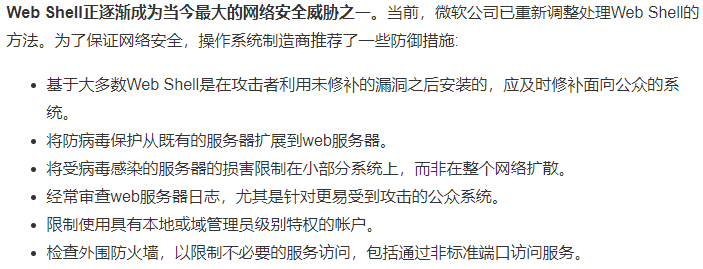 Web Shell正逐渐成为当今最大的网络安全威胁之一。当前，微软公司已重新调整处理Web Shell的
方法。为了保证网络安全，操作系统制造商推荐了一些防御措施:
• 基于大多数Web Shell是在攻击者利用未修补的漏洞之后安装的，应及时修补面向公众的系
统。
• 将防病毒保护从既有的服务器扩展到web服务器。
• 将受病毒感染的服务器的损害限制在小部分系统上，而非在整个网络扩散。
• 经常审查web服务器日志，尤其是针对更易受到攻击的公众系统。
• 限制使用具有本地或域管理员级别特权的帐户。
• 检查外围防火墙，以限制不必要的服务访问，包括通过非标准端口访问服务。